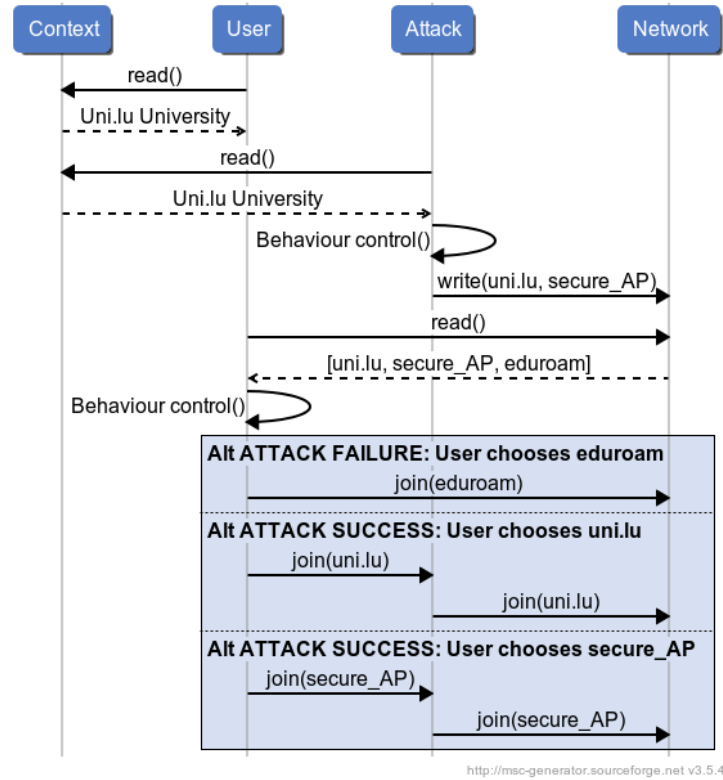 Context User Attack Network
read()
Uni.lu University
read()
Uni.lu University
Behaviour control()
write(uni.lu, secure_AP)
read()
[uni.lu, secure_AP, eduroam]
Behaviour control()
Alt ATTACK FAILURE: User chooses eduroam
join(eduroam)
Alt ATTACK SUCCESS: User chooses uni.lu
join(uni.lu)
join(uni.lu)
Alt ATTACK SUCCESS: User chooses secure_AP
join(secure_AP)
join(secure_AP)
http://msc-generator.sourceforge.net v3.5.4